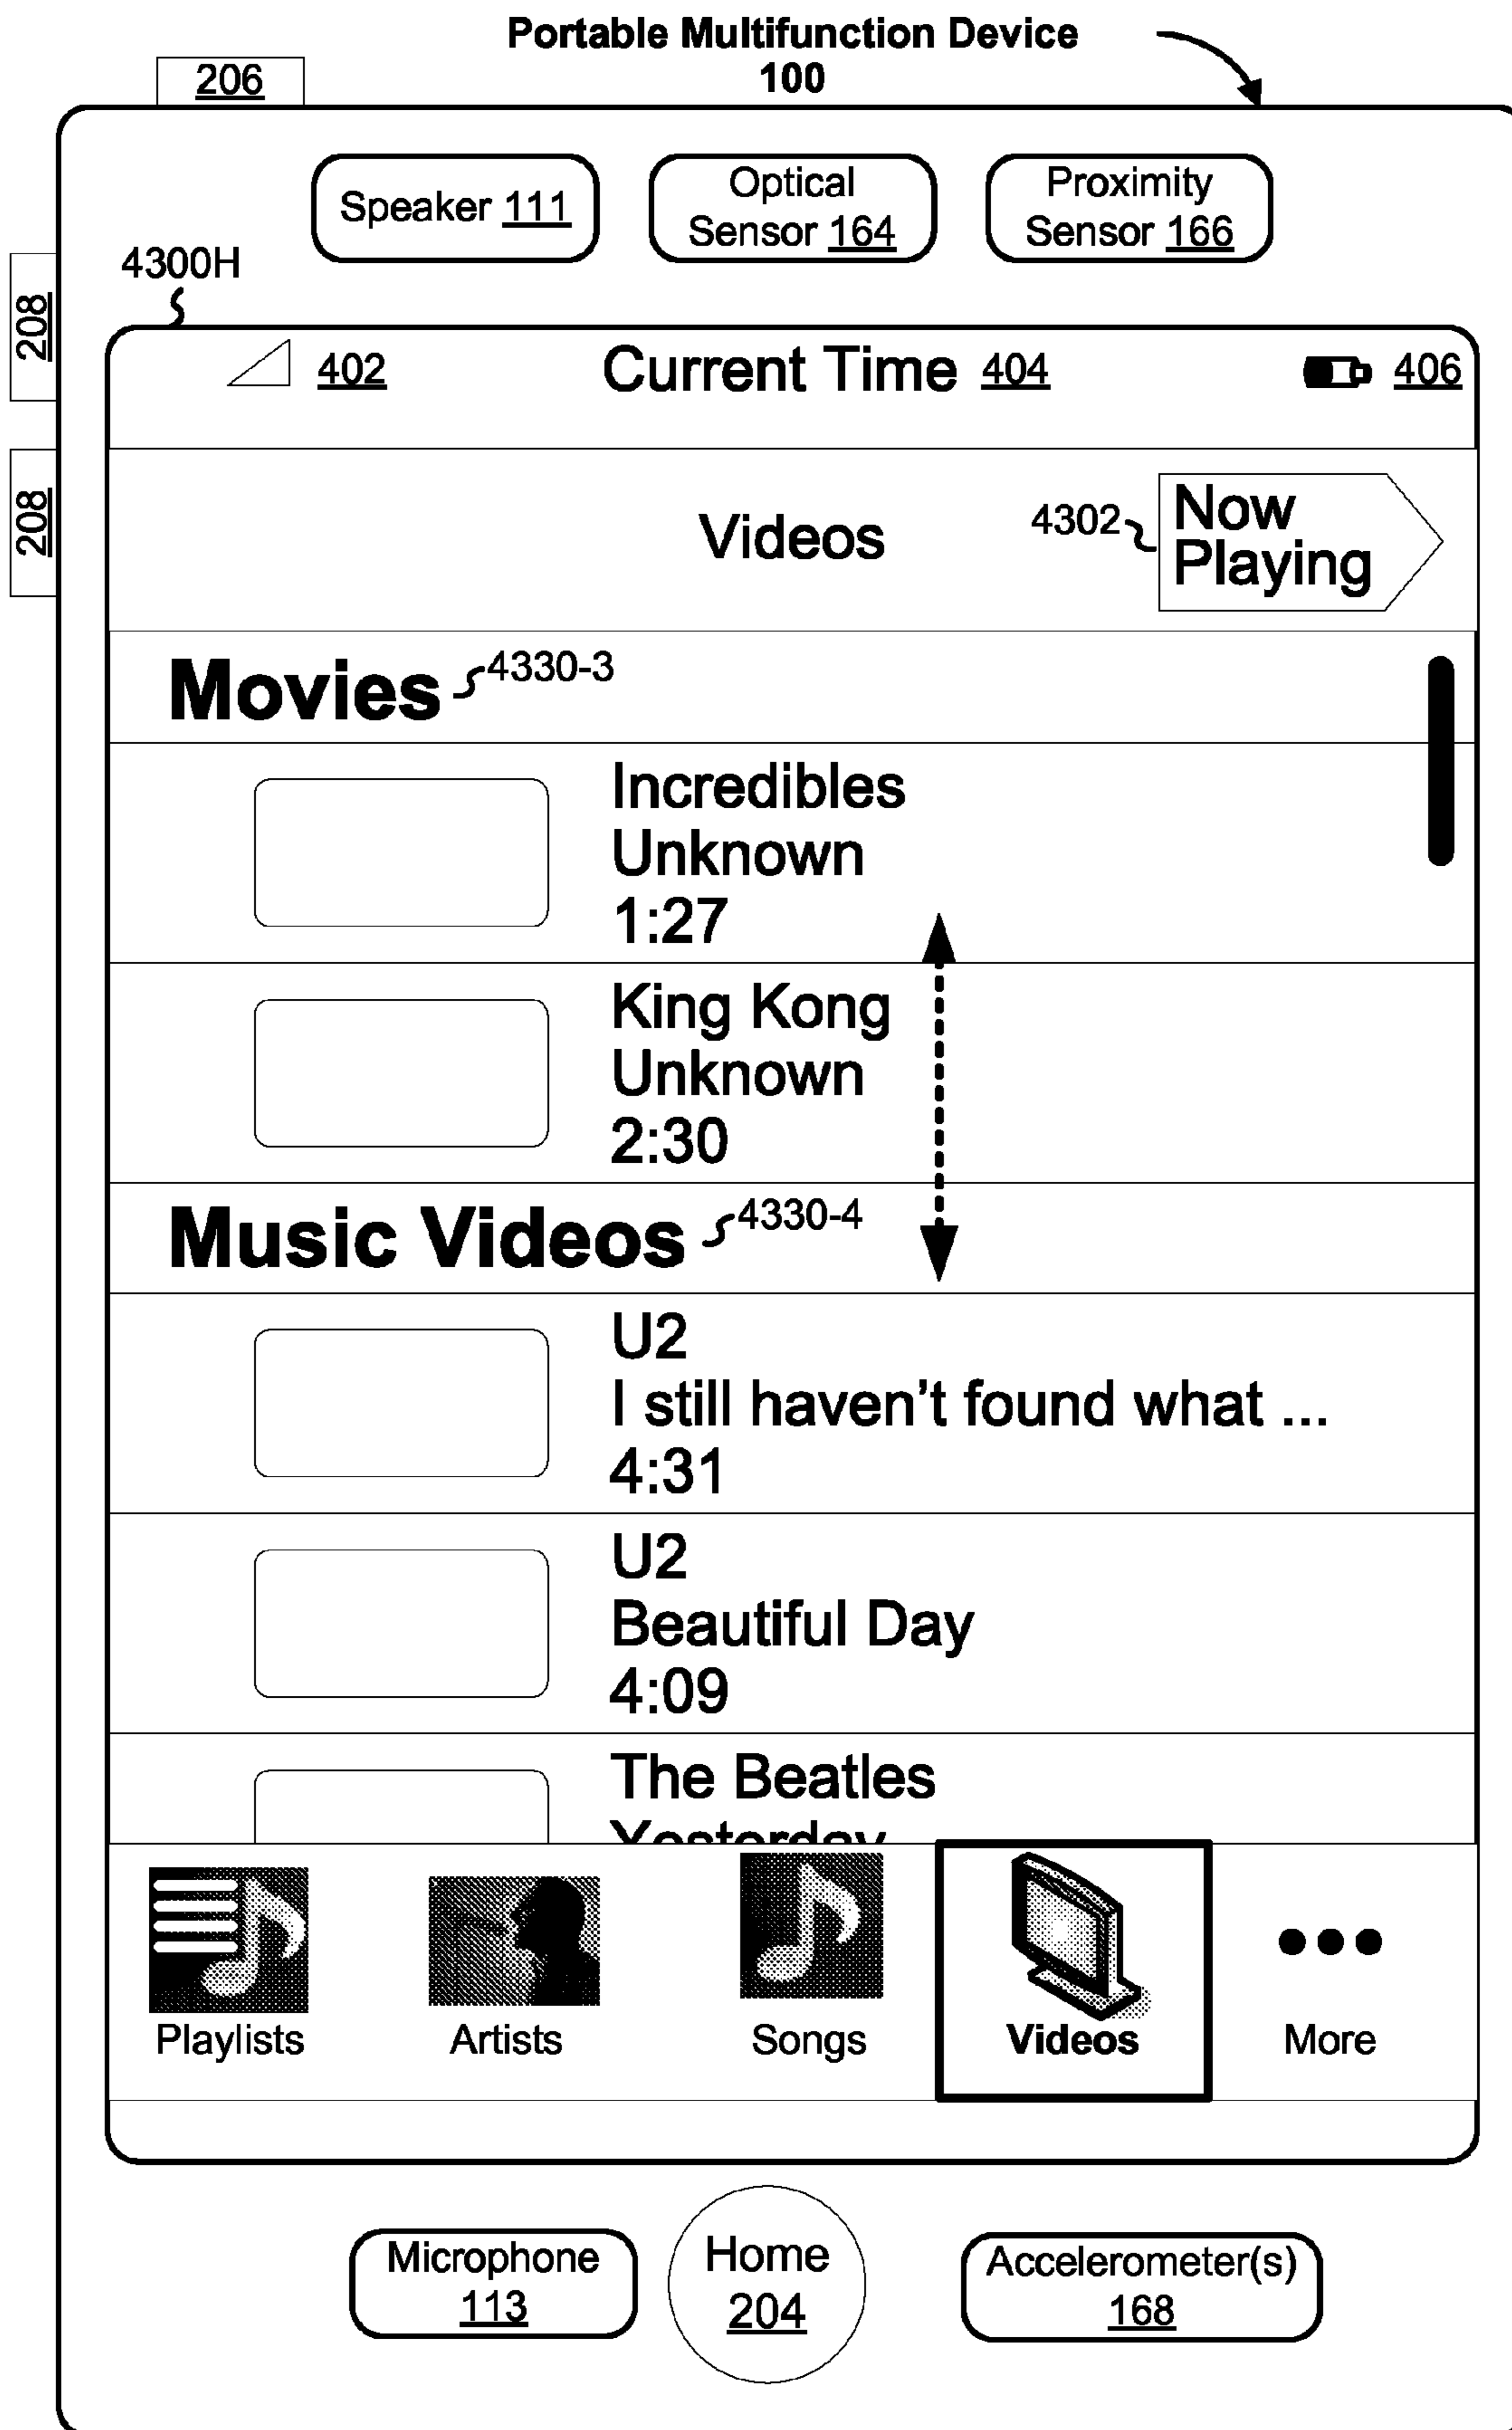 Portable Multifunction Device
100
206
Speaker 111
Optical
Sensor 164
Proximity
Sensor 166
4300H
208
208
402
Current Time 404
406
Videos
4302
Now
Playing
Movies
4330-3
Incredibles
Unknown
1:27
King Kong
Unknown
2:30
Music Videos
4330-4
U2
I still haven't found what ...
4:31
U2
Beautiful Day
4:09
The Beatles
Yesterday
Playlists
Artists
Songs
Videos
More
Microphone
113
Home
204
Accelerometer(s)
168